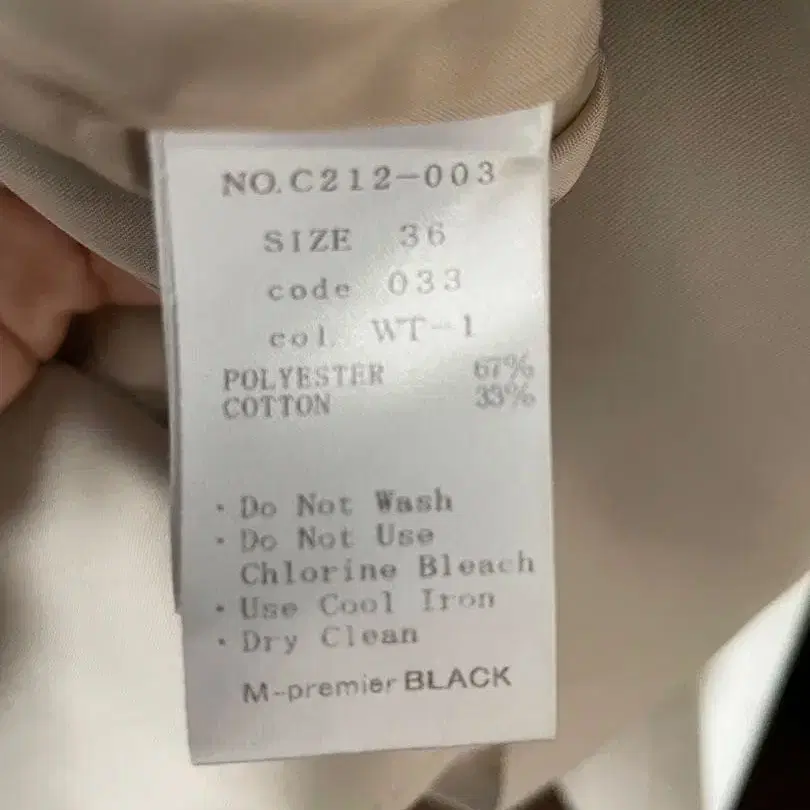 NO.C212-003
SIZE 36
code 033
col WT-1
POLYESTER 67%
COTTON 33%
· Do Not Wash
· Do Not Use
Chlorine Bleach
· Use Cool Iron
· Dry Clean
M-premier BLACK